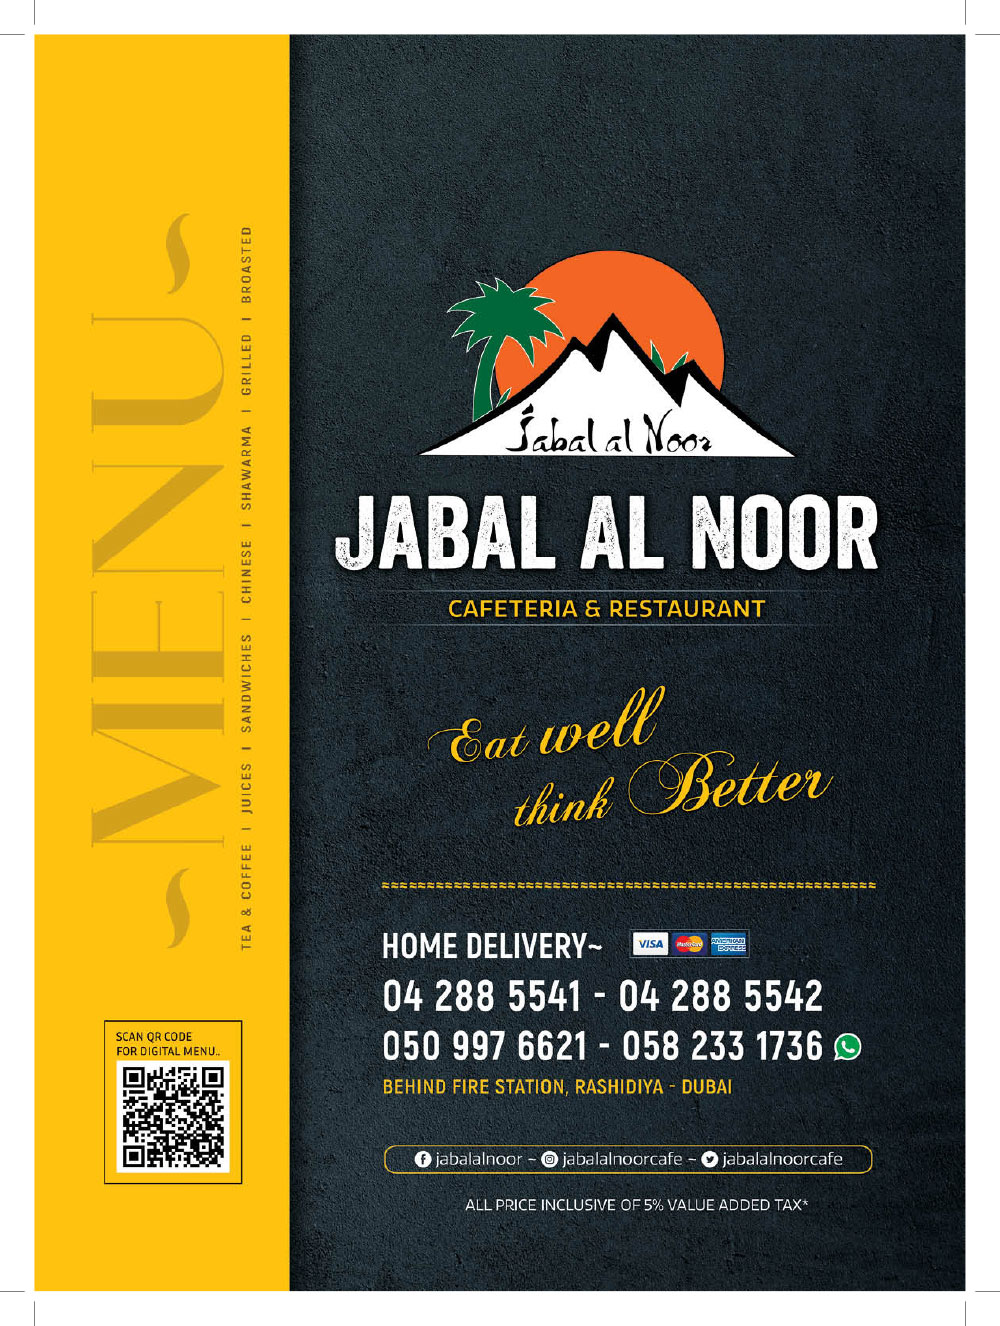 MENU
TEA & COFFEE I JUICES I SANDWICHES I CHINESE I SHAWARMA I GRILLED I BROASTED
SCAN QR CODE
FOR DIGITAL MENU..
Jabal al Noor
JABAL AL NOOR
CAFETERIA & RESTAURANT
Eat well
think Better
HOME DELIVERY~
VISA MasterCard AMERICAN EXPRESS
04 288 5541 - 04 288 5542
050 997 6621 - 058 233 1736
BEHIND FIRE STATION, RASHIDIYA - DUBAI
jabalalnoor ~ jabalalnoorcafe ~ jabalalnoorcafe
ALL PRICE INCLUSIVE OF 5% VALUE ADDED TAX*